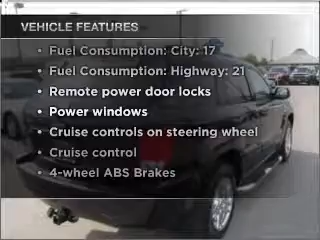 VEHICLE FEATURES
• Fuel Consumption: City: 17
• Fuel Consumption: Highway: 21
• Remote power door locks
• Power windows
• Cruise controls on steering wheel
• Cruise control
• 4-wheel ABS Brakes